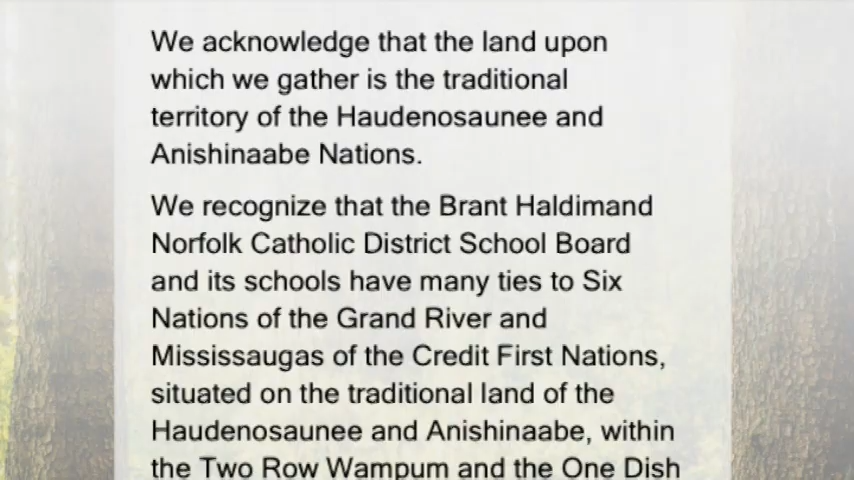 We acknowledge that the land upon
which we gather is the traditional
territory of the Haudenosaunee and
Anishinaabe Nations.
We recognize that the Brant Haldimand
Norfolk Catholic District School Board
and its schools have many ties to Six
Nations of the Grand River and
Mississaugas of the Credit First Nations,
situated on the traditional land of the
Haudenosaunee and Anishinaabe, within
the Two Row Wampum and the One Dish